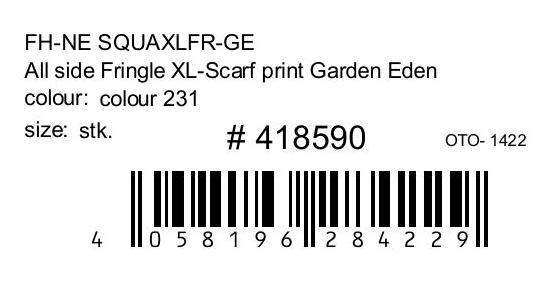 FH-NE SQUAXLFR-GE
All side Fringle XL-Scarf print Garden Eden
colour: colour 231
size: stk.
# 418590 OTO- 1422
4 058196 284229